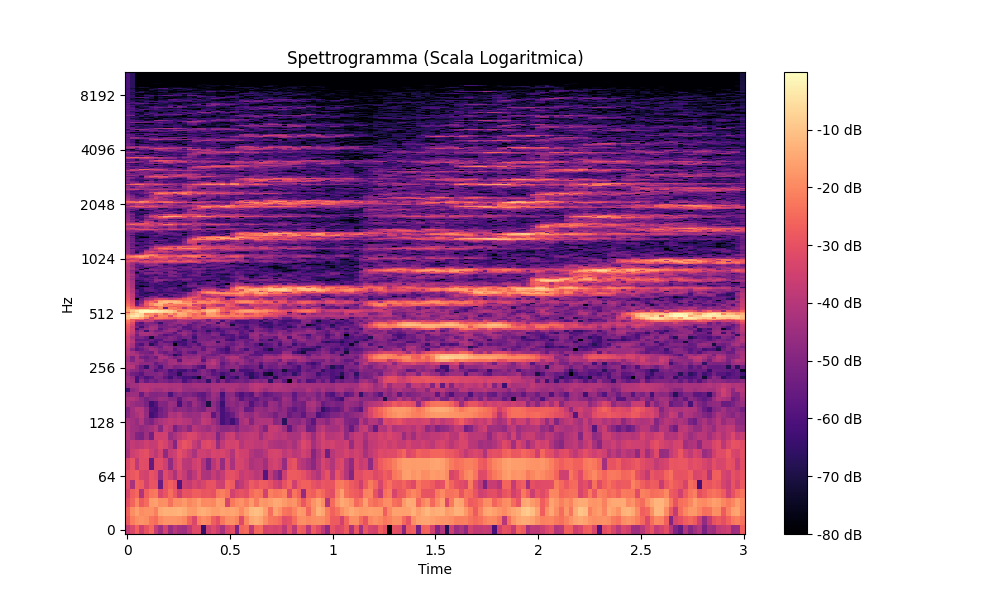 Spettrogramma (Scala Logaritmica)
8192
4096
2048
1024
512
256
128
64
0
Hz
0
0.5
1
1.5
2
2.5
3
Time
-10 dB
-20 dB
-30 dB
-40 dB
-50 dB
-60 dB
-70 dB
-80 dB